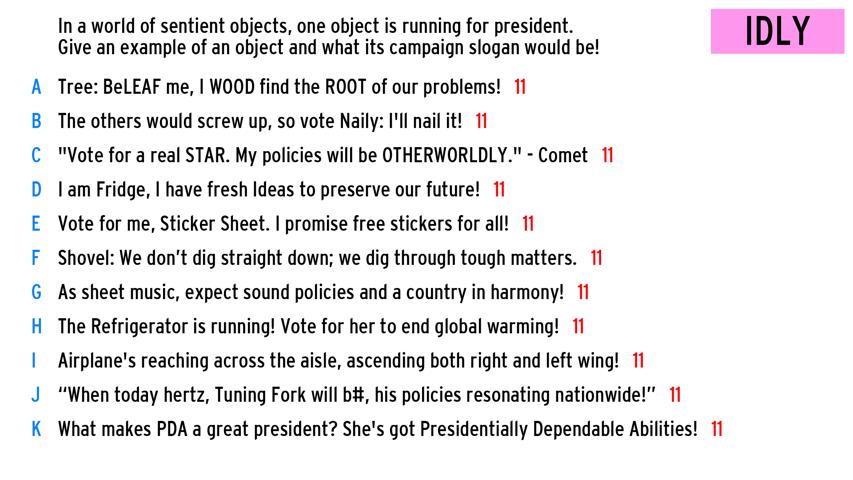 In a world of sentient objects, one object is running for president.
Give an example of an object and what its campaign slogan would be!
IDLY
A Tree: BeLEAF me, I WOOD find the ROOT of our problems! 11
B The others would screw up, so vote Naily: I'll nail it! 11
C "Vote for a real STAR. My policies will be OTHERWORLDLY." - Comet 11
D I am Fridge, I have fresh Ideas to preserve our future! 11
E Vote for me, Sticker Sheet. I promise free stickers for all! 11
F Shovel: We don’t dig straight down; we dig through tough matters. 11
G As sheet music, expect sound policies and a country in harmony! 11
H The Refrigerator is running! Vote for her to end global warming! 11
I Airplane's reaching across the aisle, ascending both right and left wing! 11
J “When today hertz, Tuning Fork will b#, his policies resonating nationwide!” 11
K What makes PDA a great president? She's got Presidentially Dependable Abilities! 11